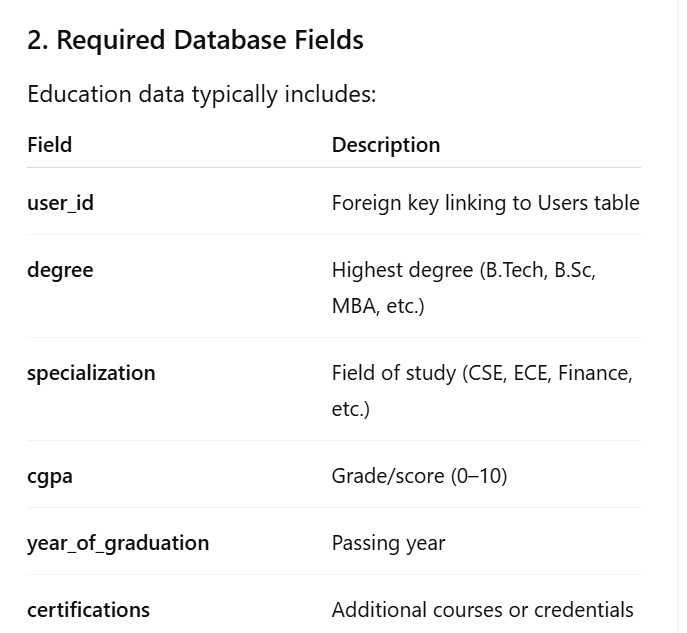 2. Required Database Fields
Education data typically includes:
Field Description
user_id Foreign key linking to Users table
degree Highest degree (B.Tech, B.Sc,
MBA, etc.)
specialization Field of study (CSE, ECE, Finance,
etc.)
cgpa Grade/score (0–10)
year_of_graduation Passing year
certifications Additional courses or credentials